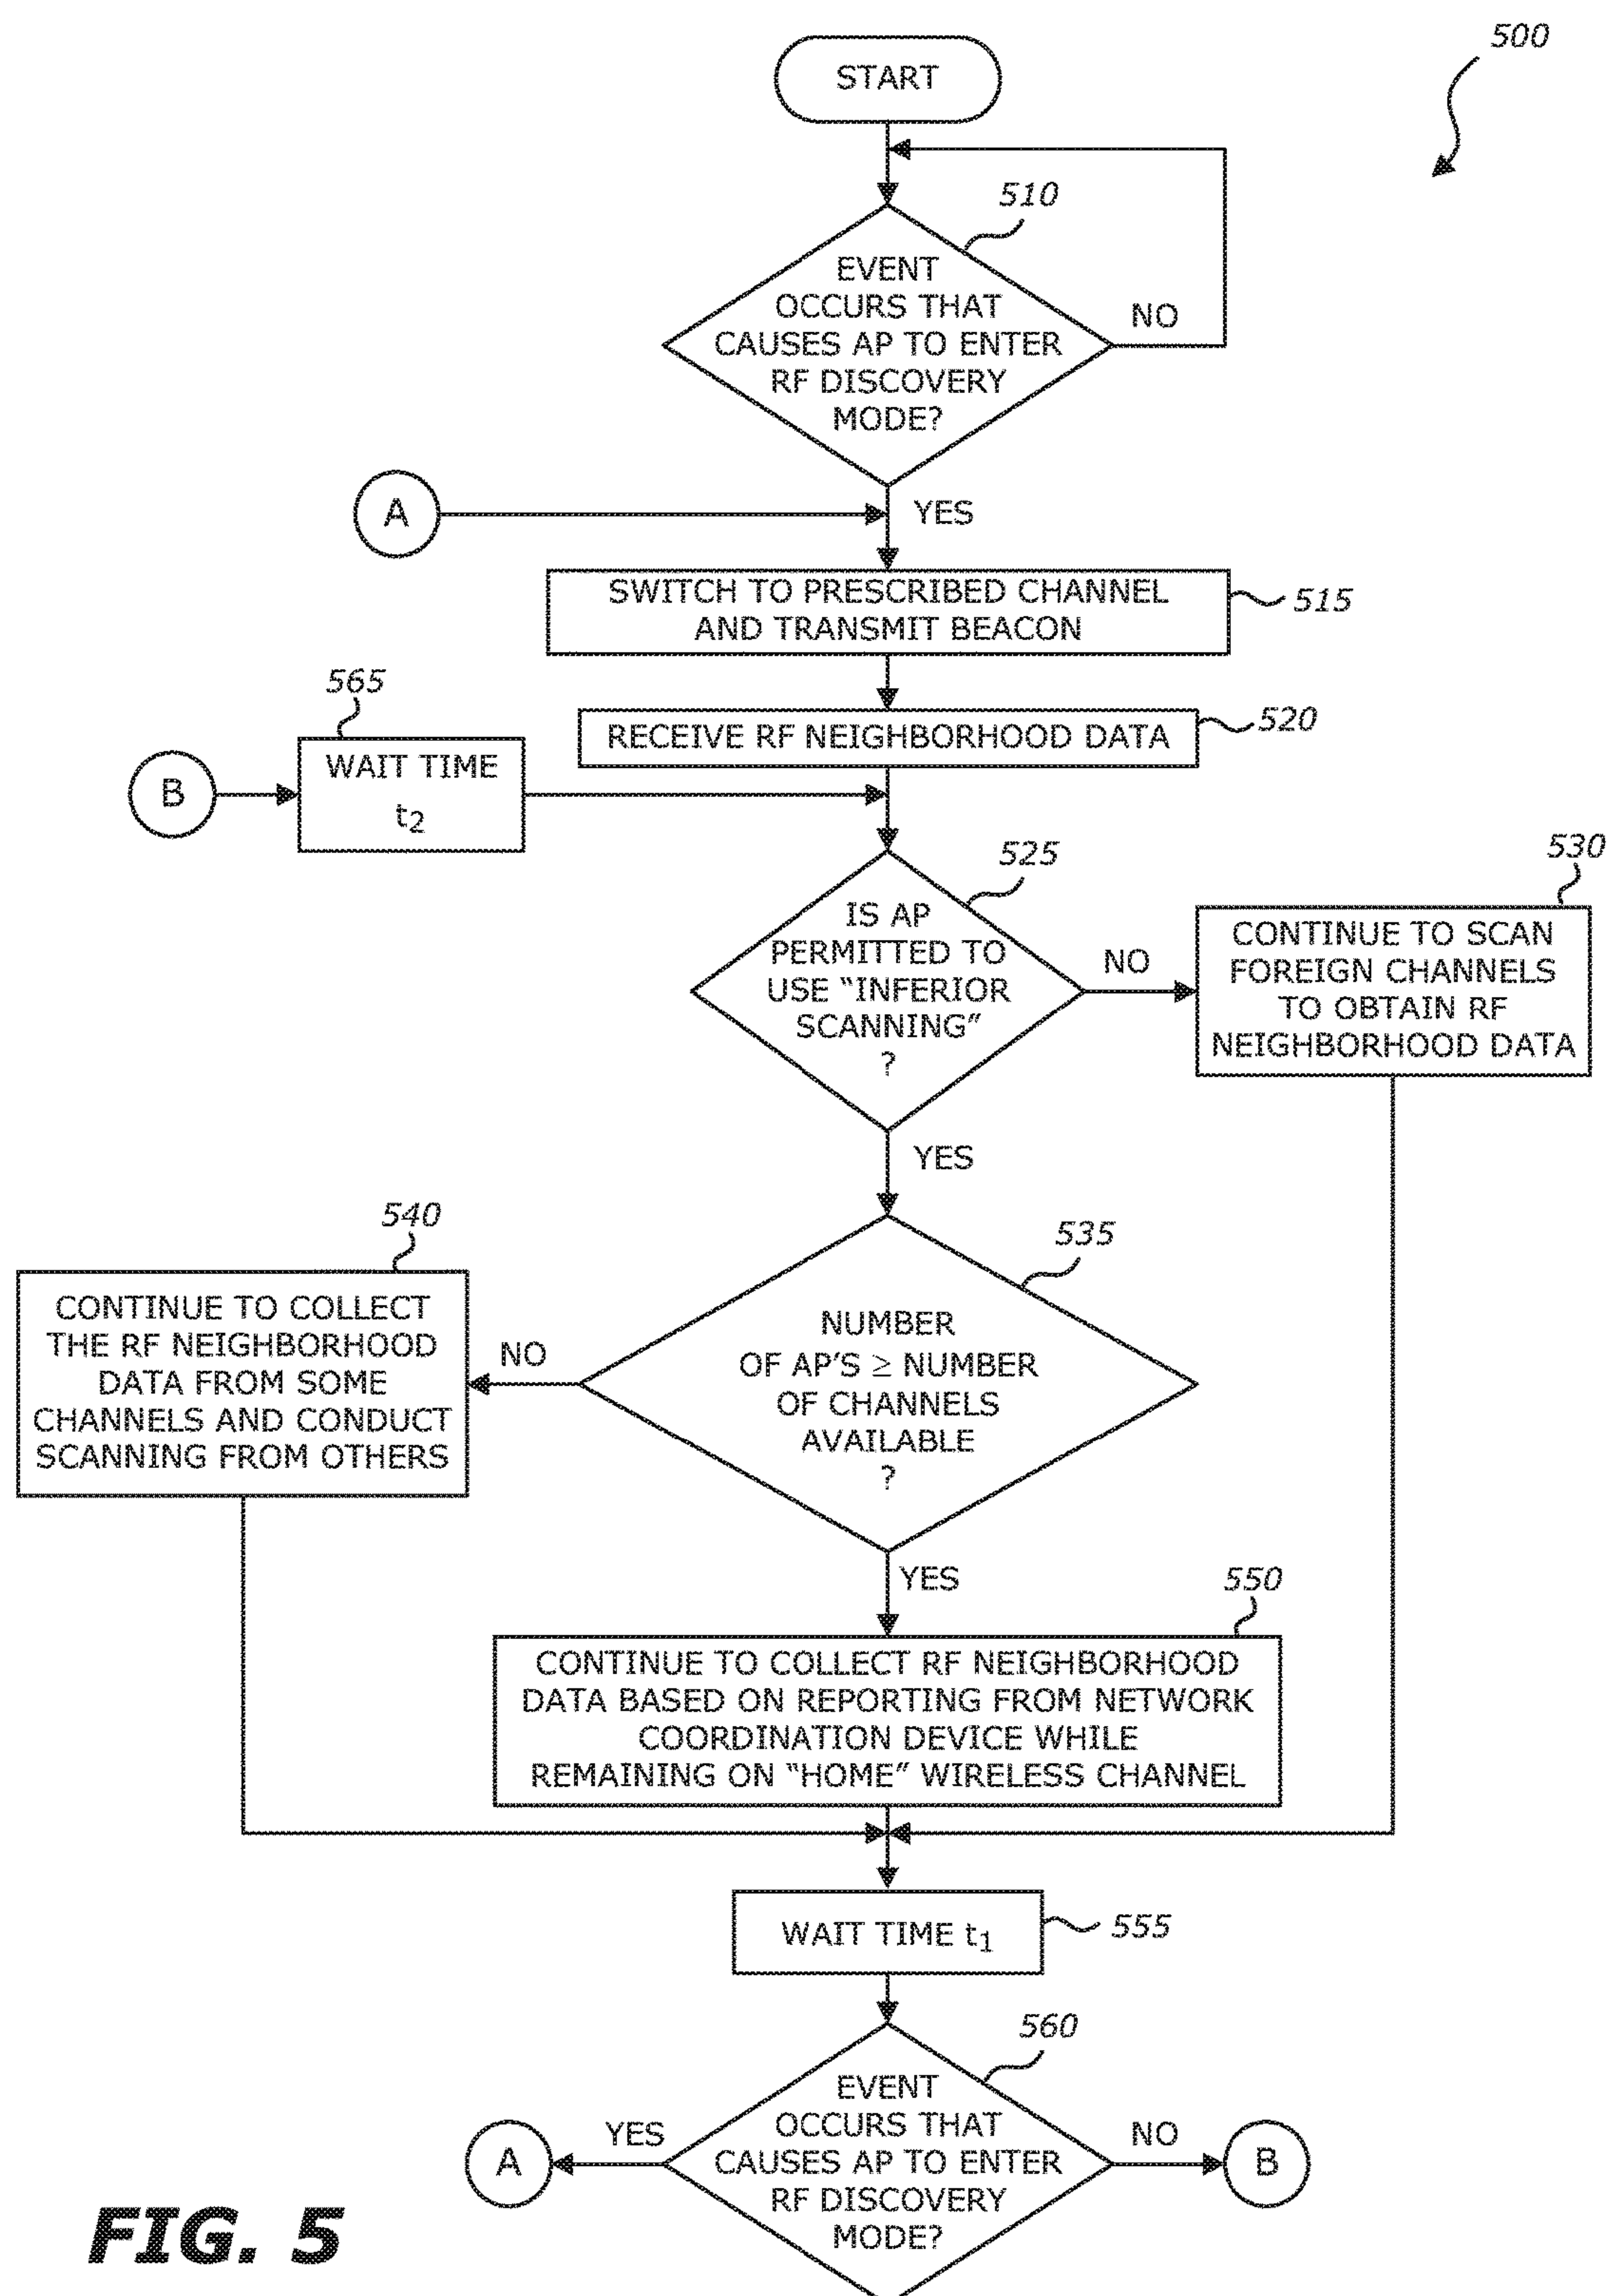 500
START
510
EVENT
OCCURS THAT
CAUSES AP TO ENTER
RF DISCOVERY
MODE?
NO
A
YES
SWITCH TO PRESCRIBED CHANNEL
AND TRANSMIT BEACON
515
565
RECEIVE RF NEIGHBORHOOD DATA
520
B
WAIT TIME
t₂
525
IS AP
PERMITTED TO
USE “INFERIOR
SCANNING”
?
NO
530
CONTINUE TO SCAN
FOREIGN CHANNELS
TO OBTAIN RF
NEIGHBORHOOD DATA
YES
540
535
CONTINUE TO COLLECT
THE RF NEIGHBORHOOD
DATA FROM SOME
CHANNELS AND CONDUCT
SCANNING FROM OTHERS
NO
NUMBER
OF AP’S ≥ NUMBER
OF CHANNELS
AVAILABLE
?
YES
550
CONTINUE TO COLLECT RF NEIGHBORHOOD
DATA BASED ON REPORTING FROM NETWORK
COORDINATION DEVICE WHILE
REMAINING ON “HOME” WIRELESS CHANNEL
WAIT TIME t₁
555
560
EVENT
OCCURS THAT
CAUSES AP TO ENTER
RF DISCOVERY
MODE?
YES
A
NO
B
FIG. 5